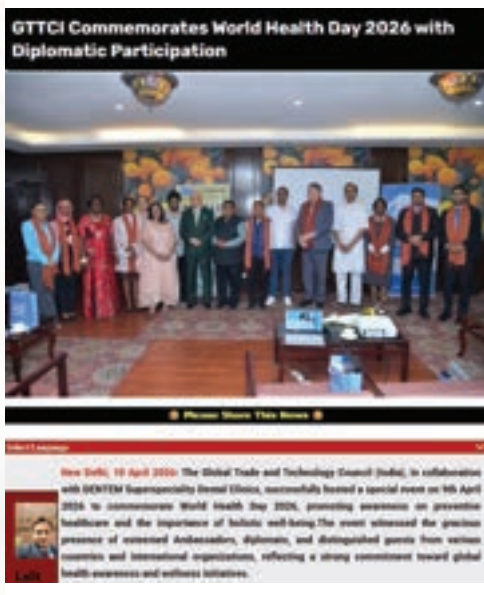 GTTCI Commemorates World Health Day 2026 with
Diplomatic Participation
Please Share This News
Select Language
New Delhi, 10 April 2026: The Global Trade and Technology Council (India), in collaboration
with DENTEM Superspeciality Dental Clinics, successfully hosted a special event on 9th April
2026 to commemorate World Health Day 2026, promoting awareness on preventive
healthcare and the importance of holistic well-being.The event witnessed the gracious
presence of esteemed Ambassadors, diplomats, and distinguished guests from various
countries and international organizations, reflecting a strong commitment toward global
health awareness and wellness initiatives.
Lalit